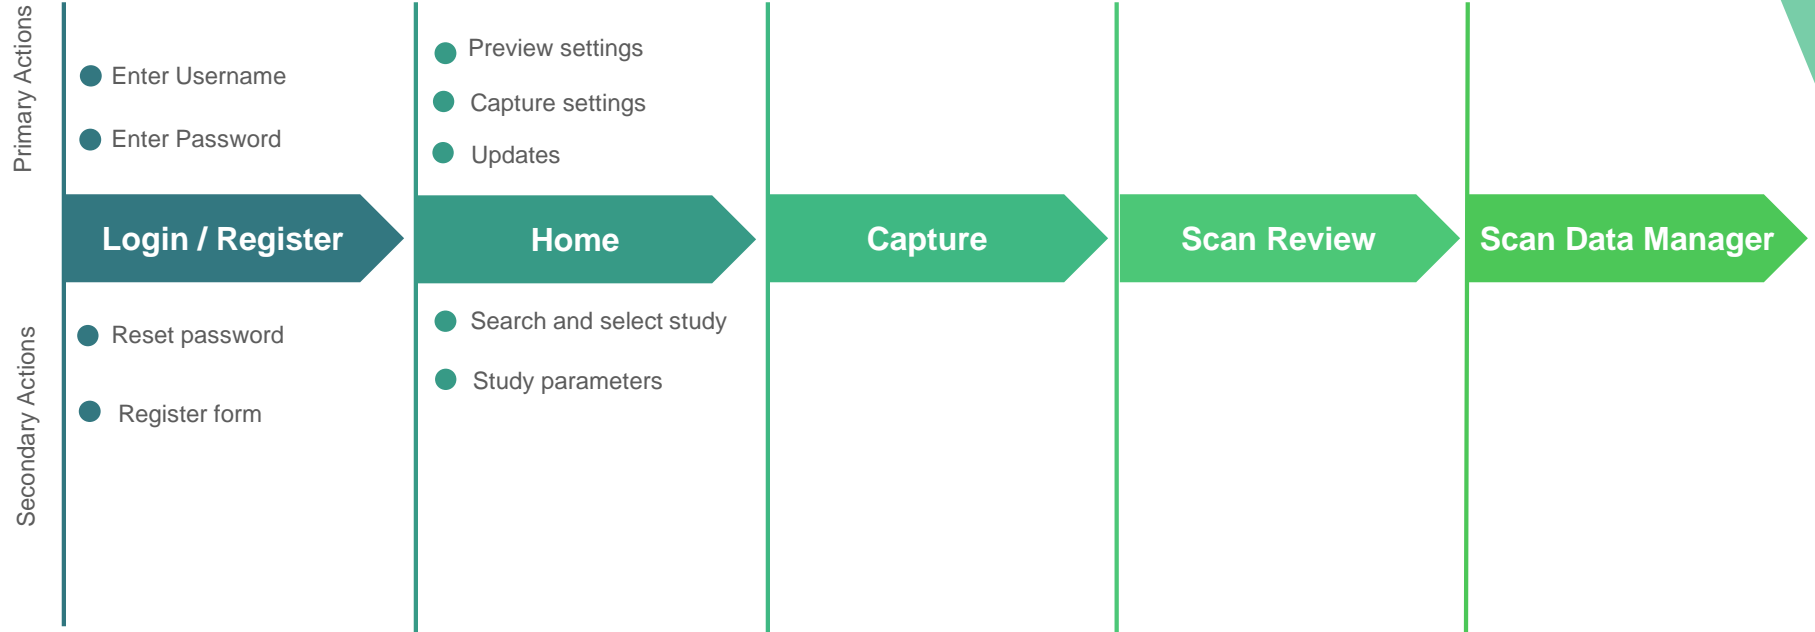 Primary Actions
Enter Username
Enter Password
Preview settings
Capture settings
Updates
Login / Register
Home
Capture
Scan Review
Scan Data Manager
Secondary Actions
Reset password
Register form
Search and select study
Study parameters